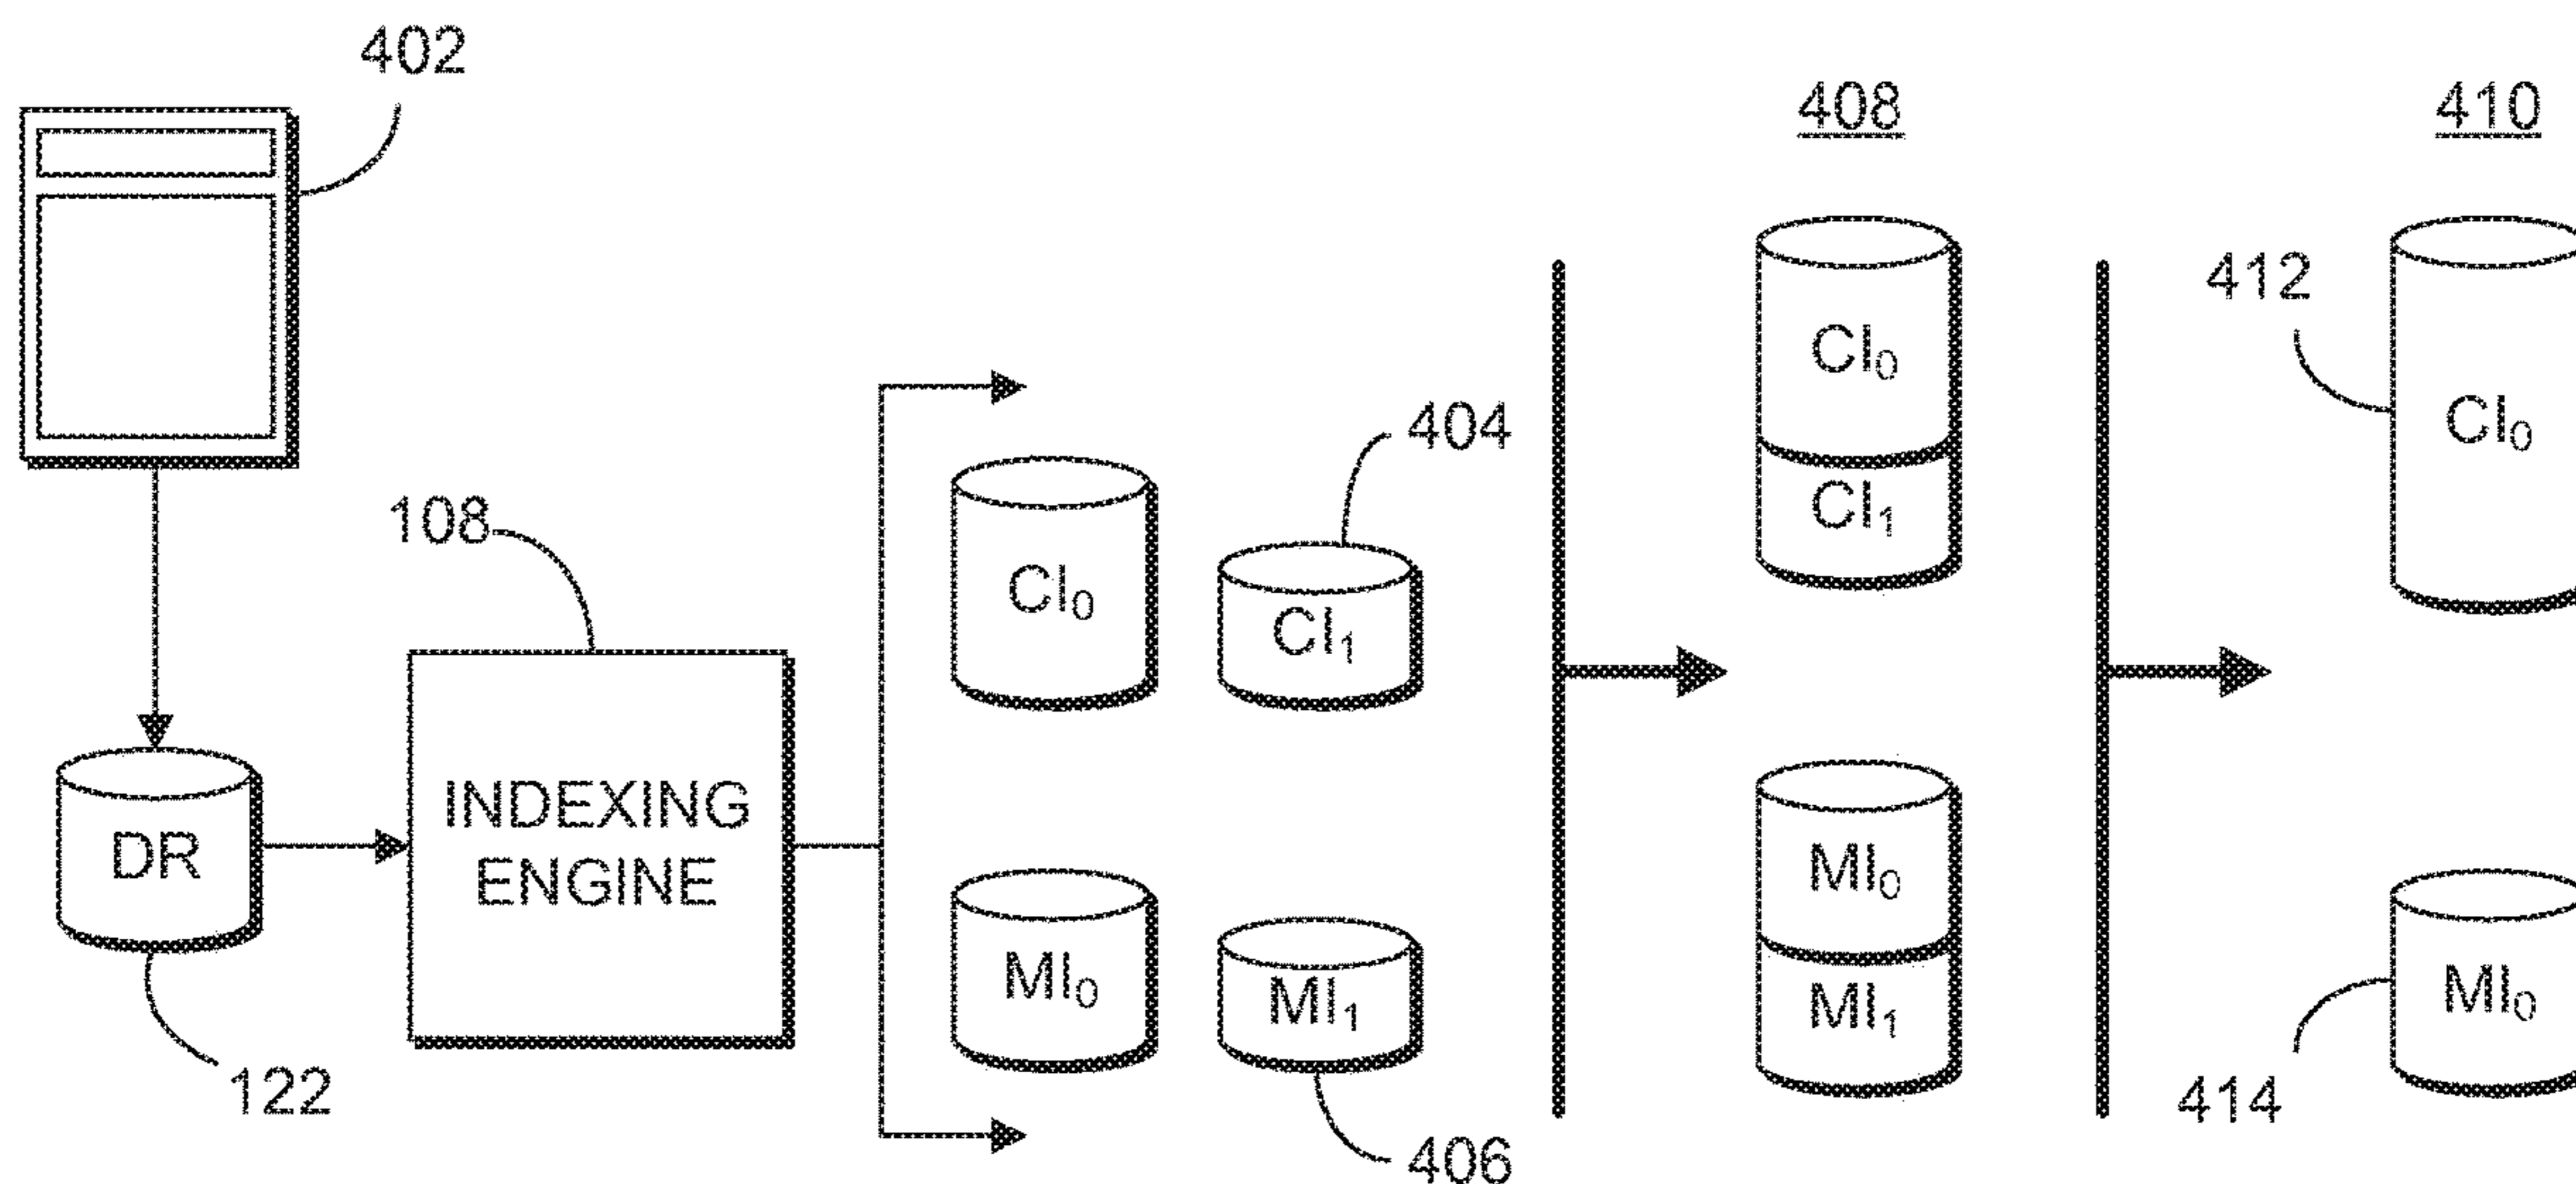 402
408
410
412
CI₀
CI₀
404
CI₁
108
CI₀
CI₁
INDEXING
ENGINE
DR
MI₀
MI₀
MI₁
MI₁
MI₀
122
414
406